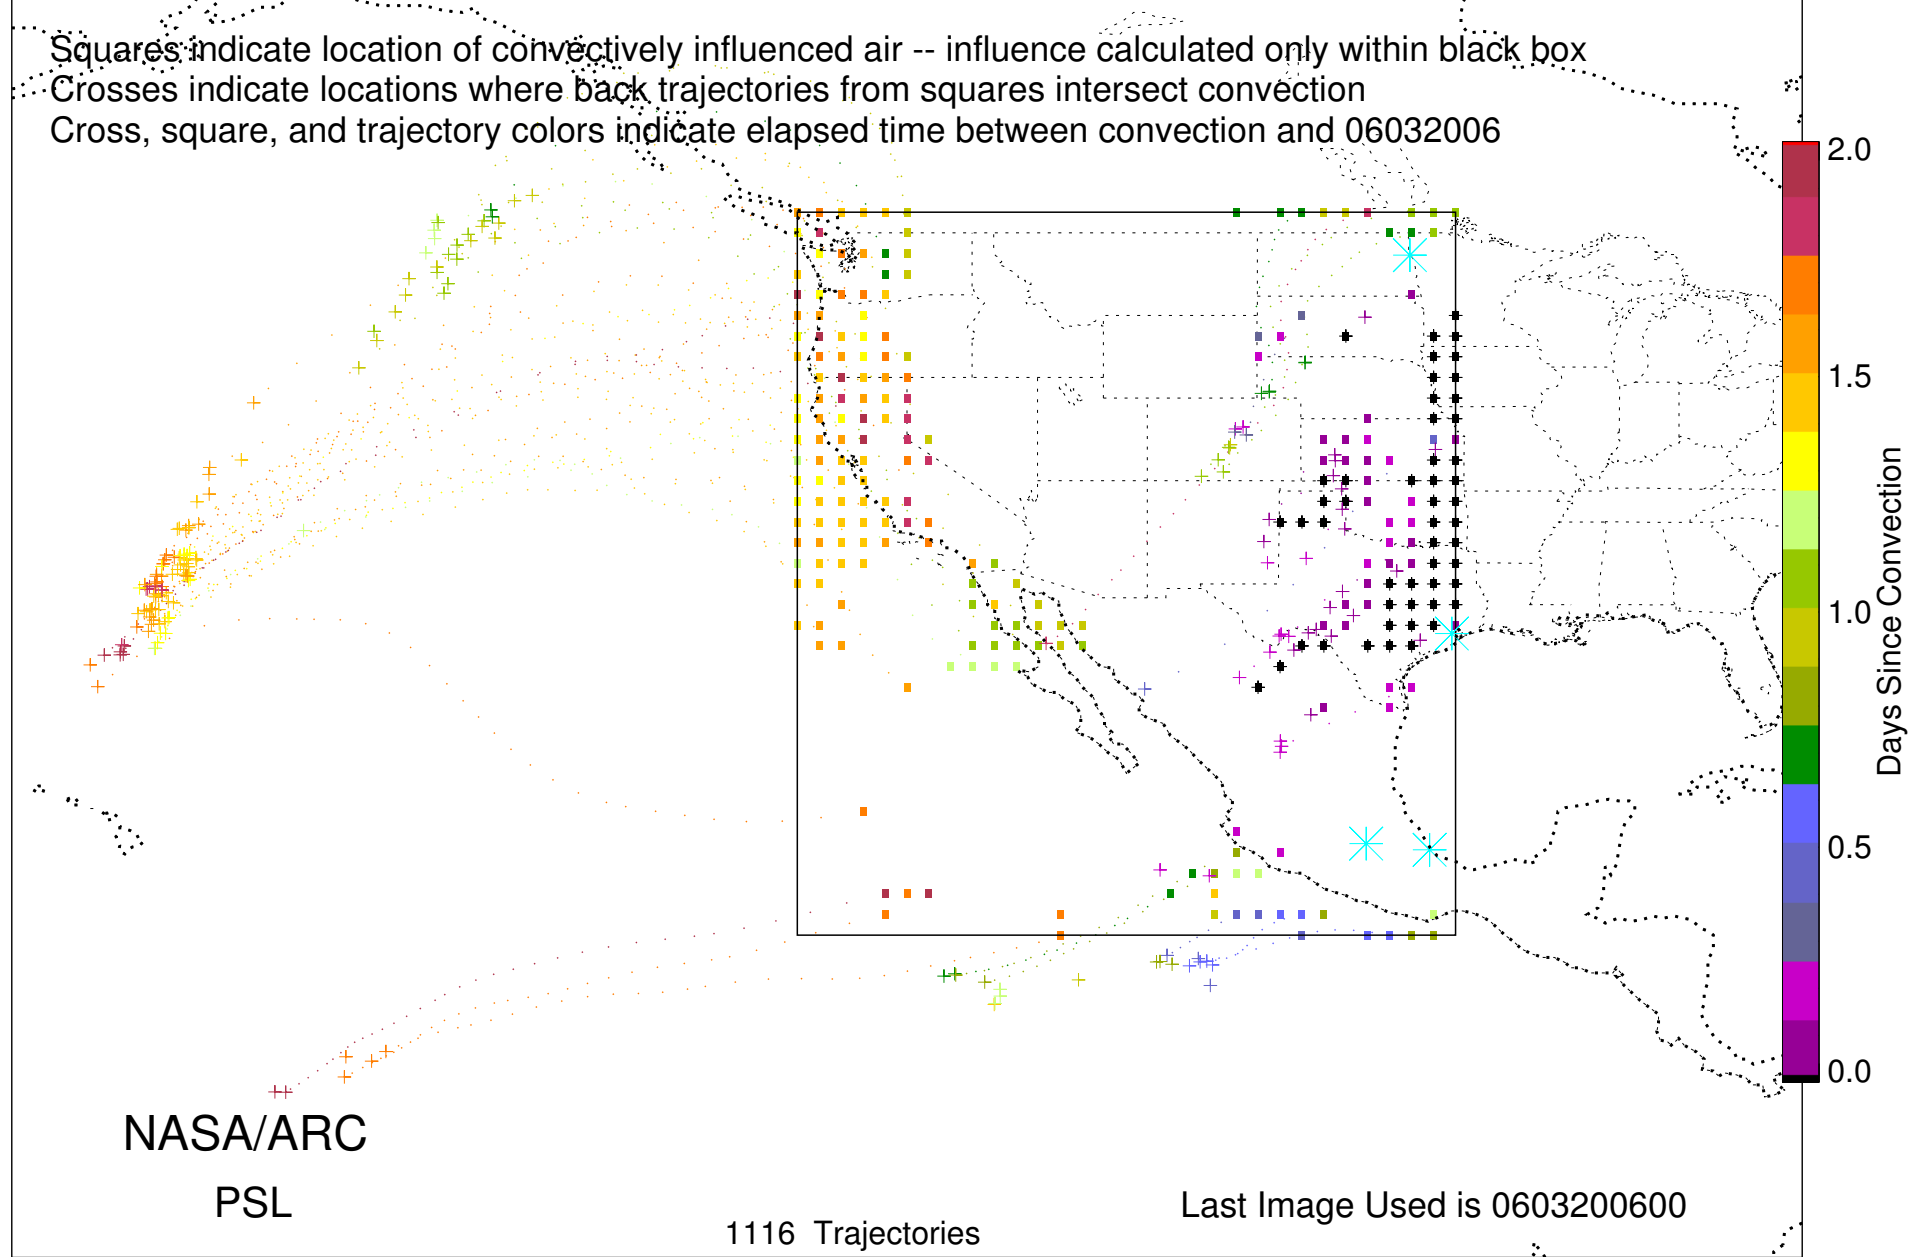 Squares indicate location of convectively influenced air -- influence calculated only within black box
Crosses indicate locations where back trajectories from squares intersect convection
Cross, square, and trajectory colors indicate elapsed time between convection and 06032006
2.0
1.5
1.0
0.5
0.0
Days Since Convection
NASA/ARC
PSL
Last Image Used is 0603200600
1116 Trajectories